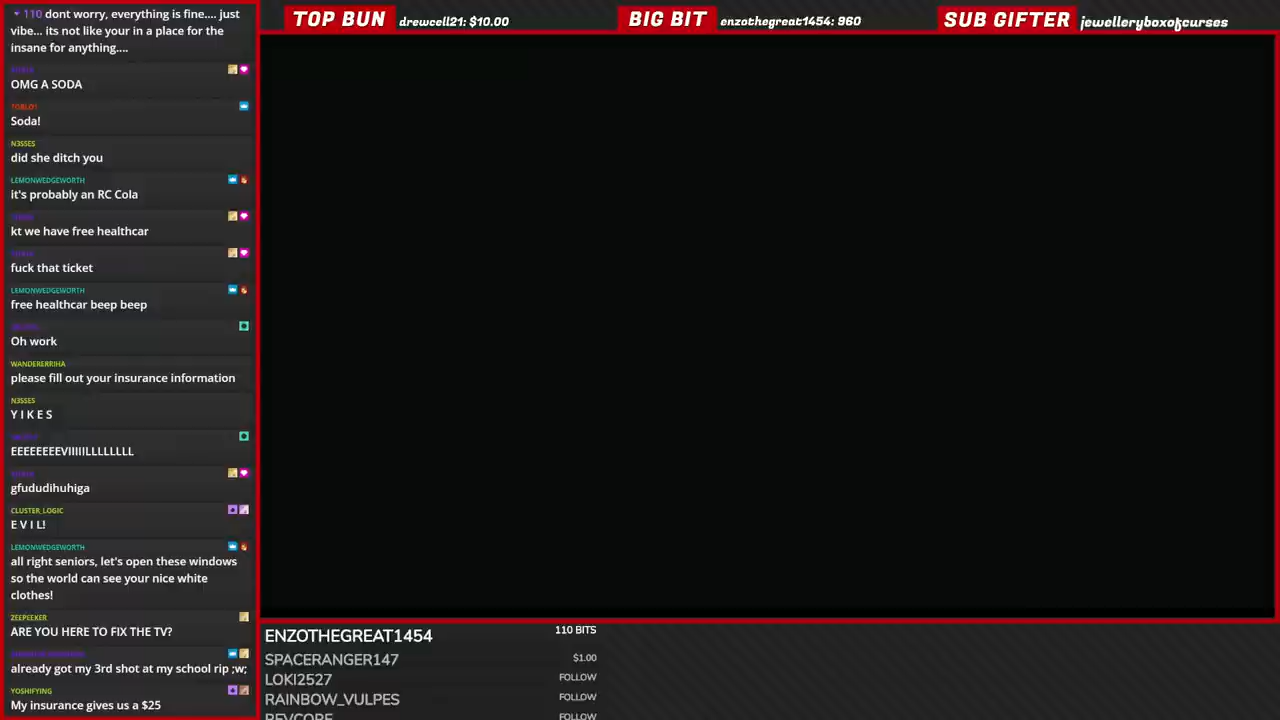 TOP BUN drewcell21: $10.00
BIG BIT enzothegreat1454: 960
SUB GIFTER jewelleryboxofcurses
110 dont worry, everything is fine.... just
vibe... its not like your in a place for the
insane for anything....
OMG A SODA
Soda!
N3SSES
did she ditch you
LEMONWEDGEWORTH
it's probably an RC Cola
kt we have free healthcar
fuck that ticket
LEMONWEDGEWORTH
free healthcar beep beep
Oh work
WANDERERRIHA
please fill out your insurance information
N3SSES
Y I K E S
EEEEEEEEVIIIIILLLLLLLL
gfududihuhiga
CLUSTER_LOGIC
E V I L!
LEMONWEDGEWORTH
all right seniors, let's open these windows
so the world can see your nice white
clothes!
ZEEPEEKER
ARE YOU HERE TO FIX THE TV?
already got my 3rd shot at my school rip ;w;
YOSHIFYING
My insurance gives us a $25
ENZOTHEGREAT1454 110 BITS
SPACERANGER147 $1.00
LOKI2527 FOLLOW
RAINBOW_VULPES FOLLOW
REVCORE FOLLOW